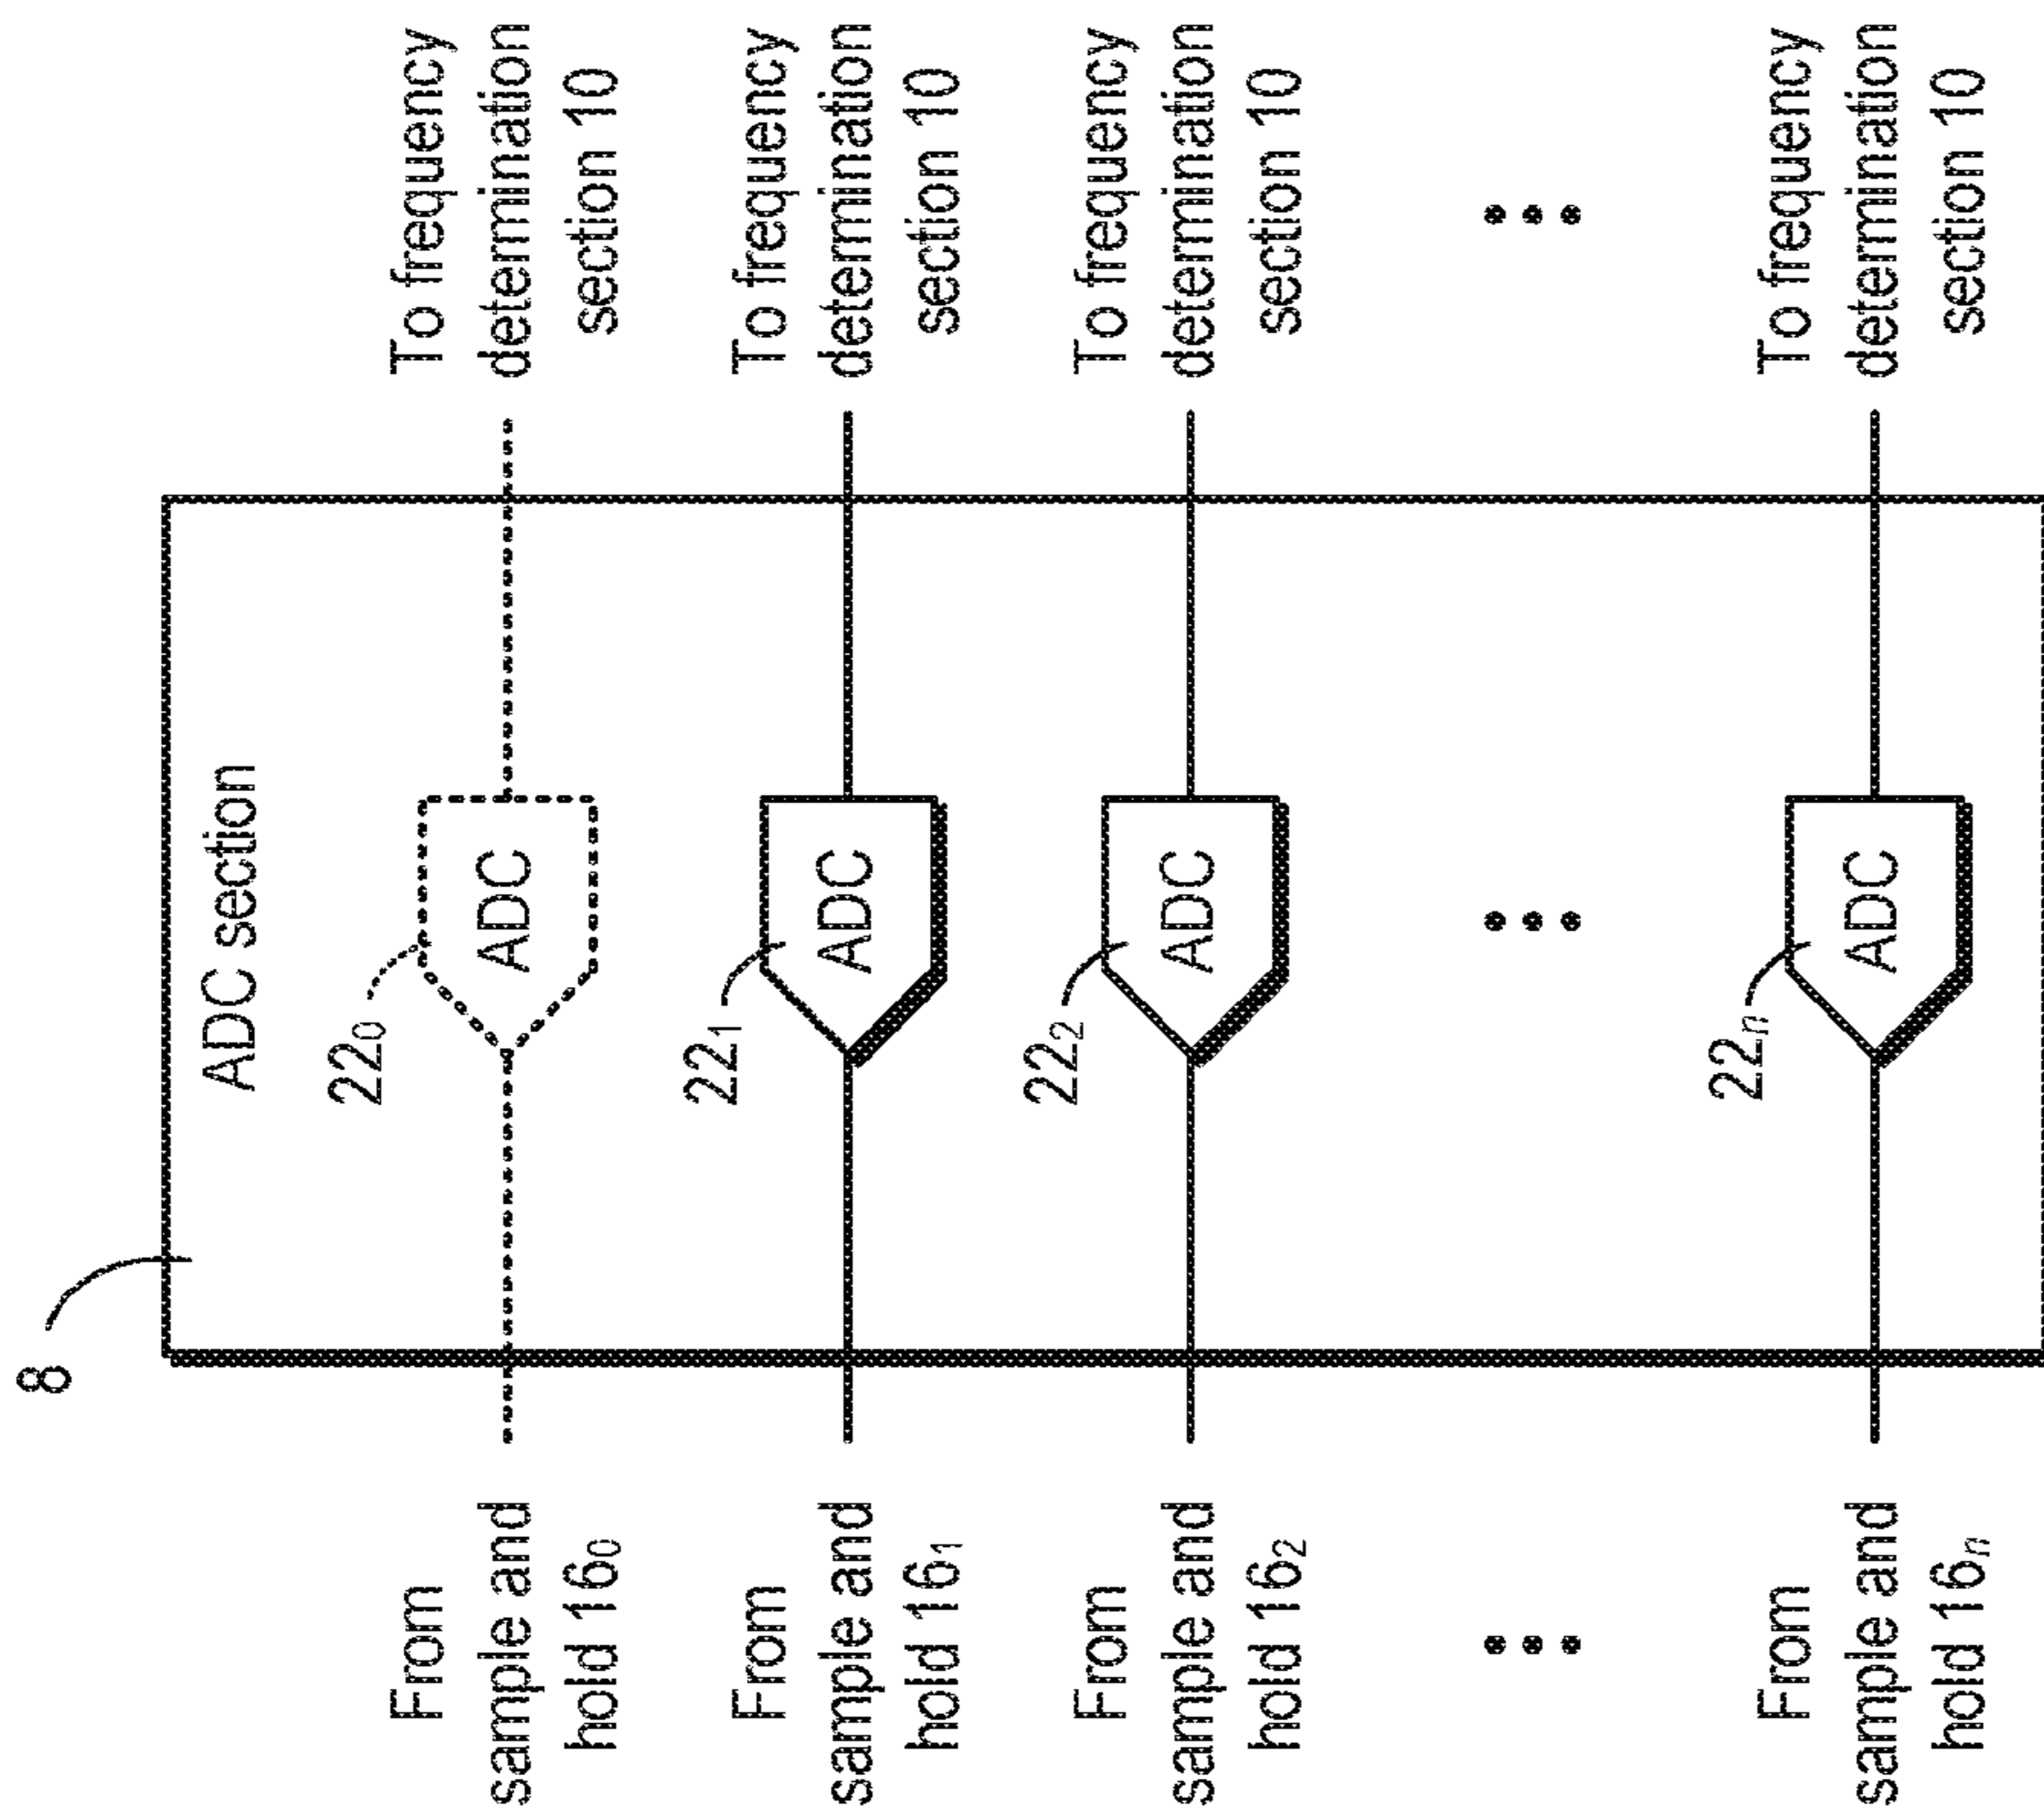 8
ADC section
From
sample and
hold 16₀
22₀
ADC
To frequency
determination
section 10
From
sample and
hold 16₁
22₁
ADC
To frequency
determination
section 10
From
sample and
hold 16₂
22₂
ADC
To frequency
determination
section 10
From
sample and
hold 16ₙ
22ₙ
ADC
To frequency
determination
section 10